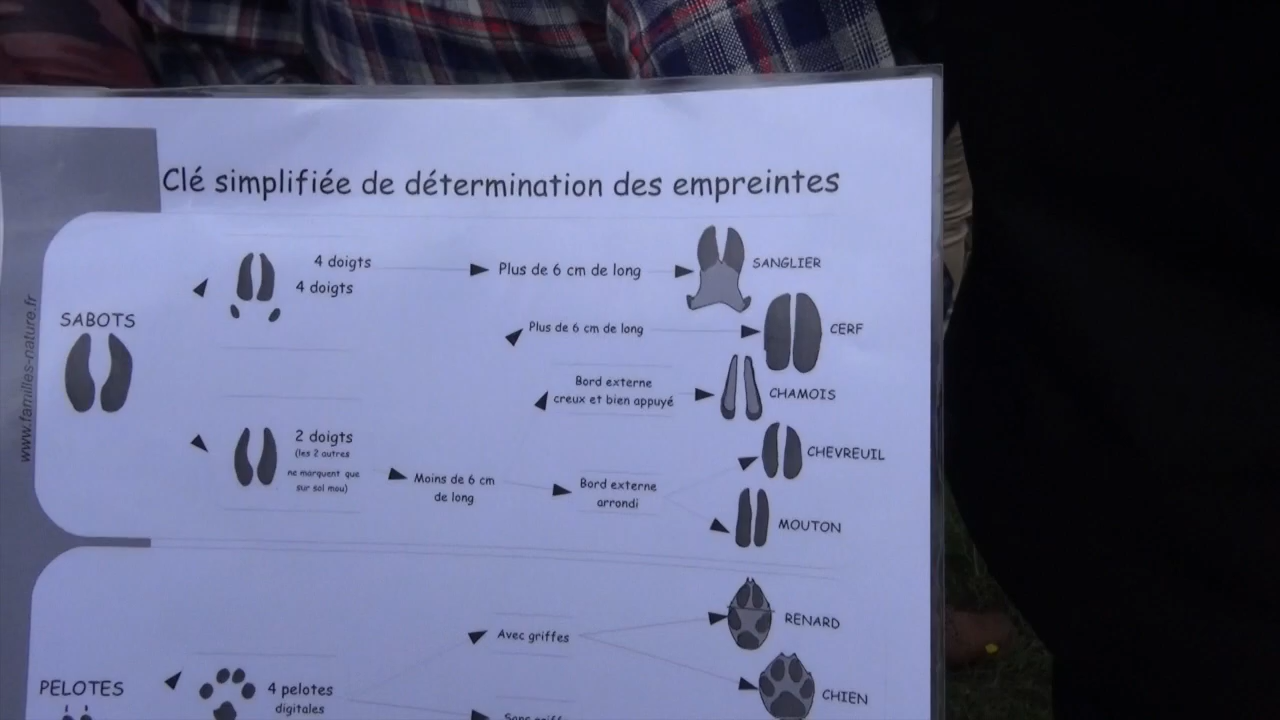 Clé simplifiée de détermination des empreintes
www.familles-nature.fr
SABOTS
4 doigts
4 doigts
Plus de 6 cm de long
SANGLIER
Plus de 6 cm de long
CERF
Bord externe
creux et bien appuyé
CHAMOIS
2 doigts
(les 2 autres
ne marquent que
sur sol mou)
Moins de 6 cm
de long
Bord externe
arrondi
CHEVREUIL
MOUTON
PELOTES
4 pelotes
digitales
Avec griffes
RENARD
CHIEN